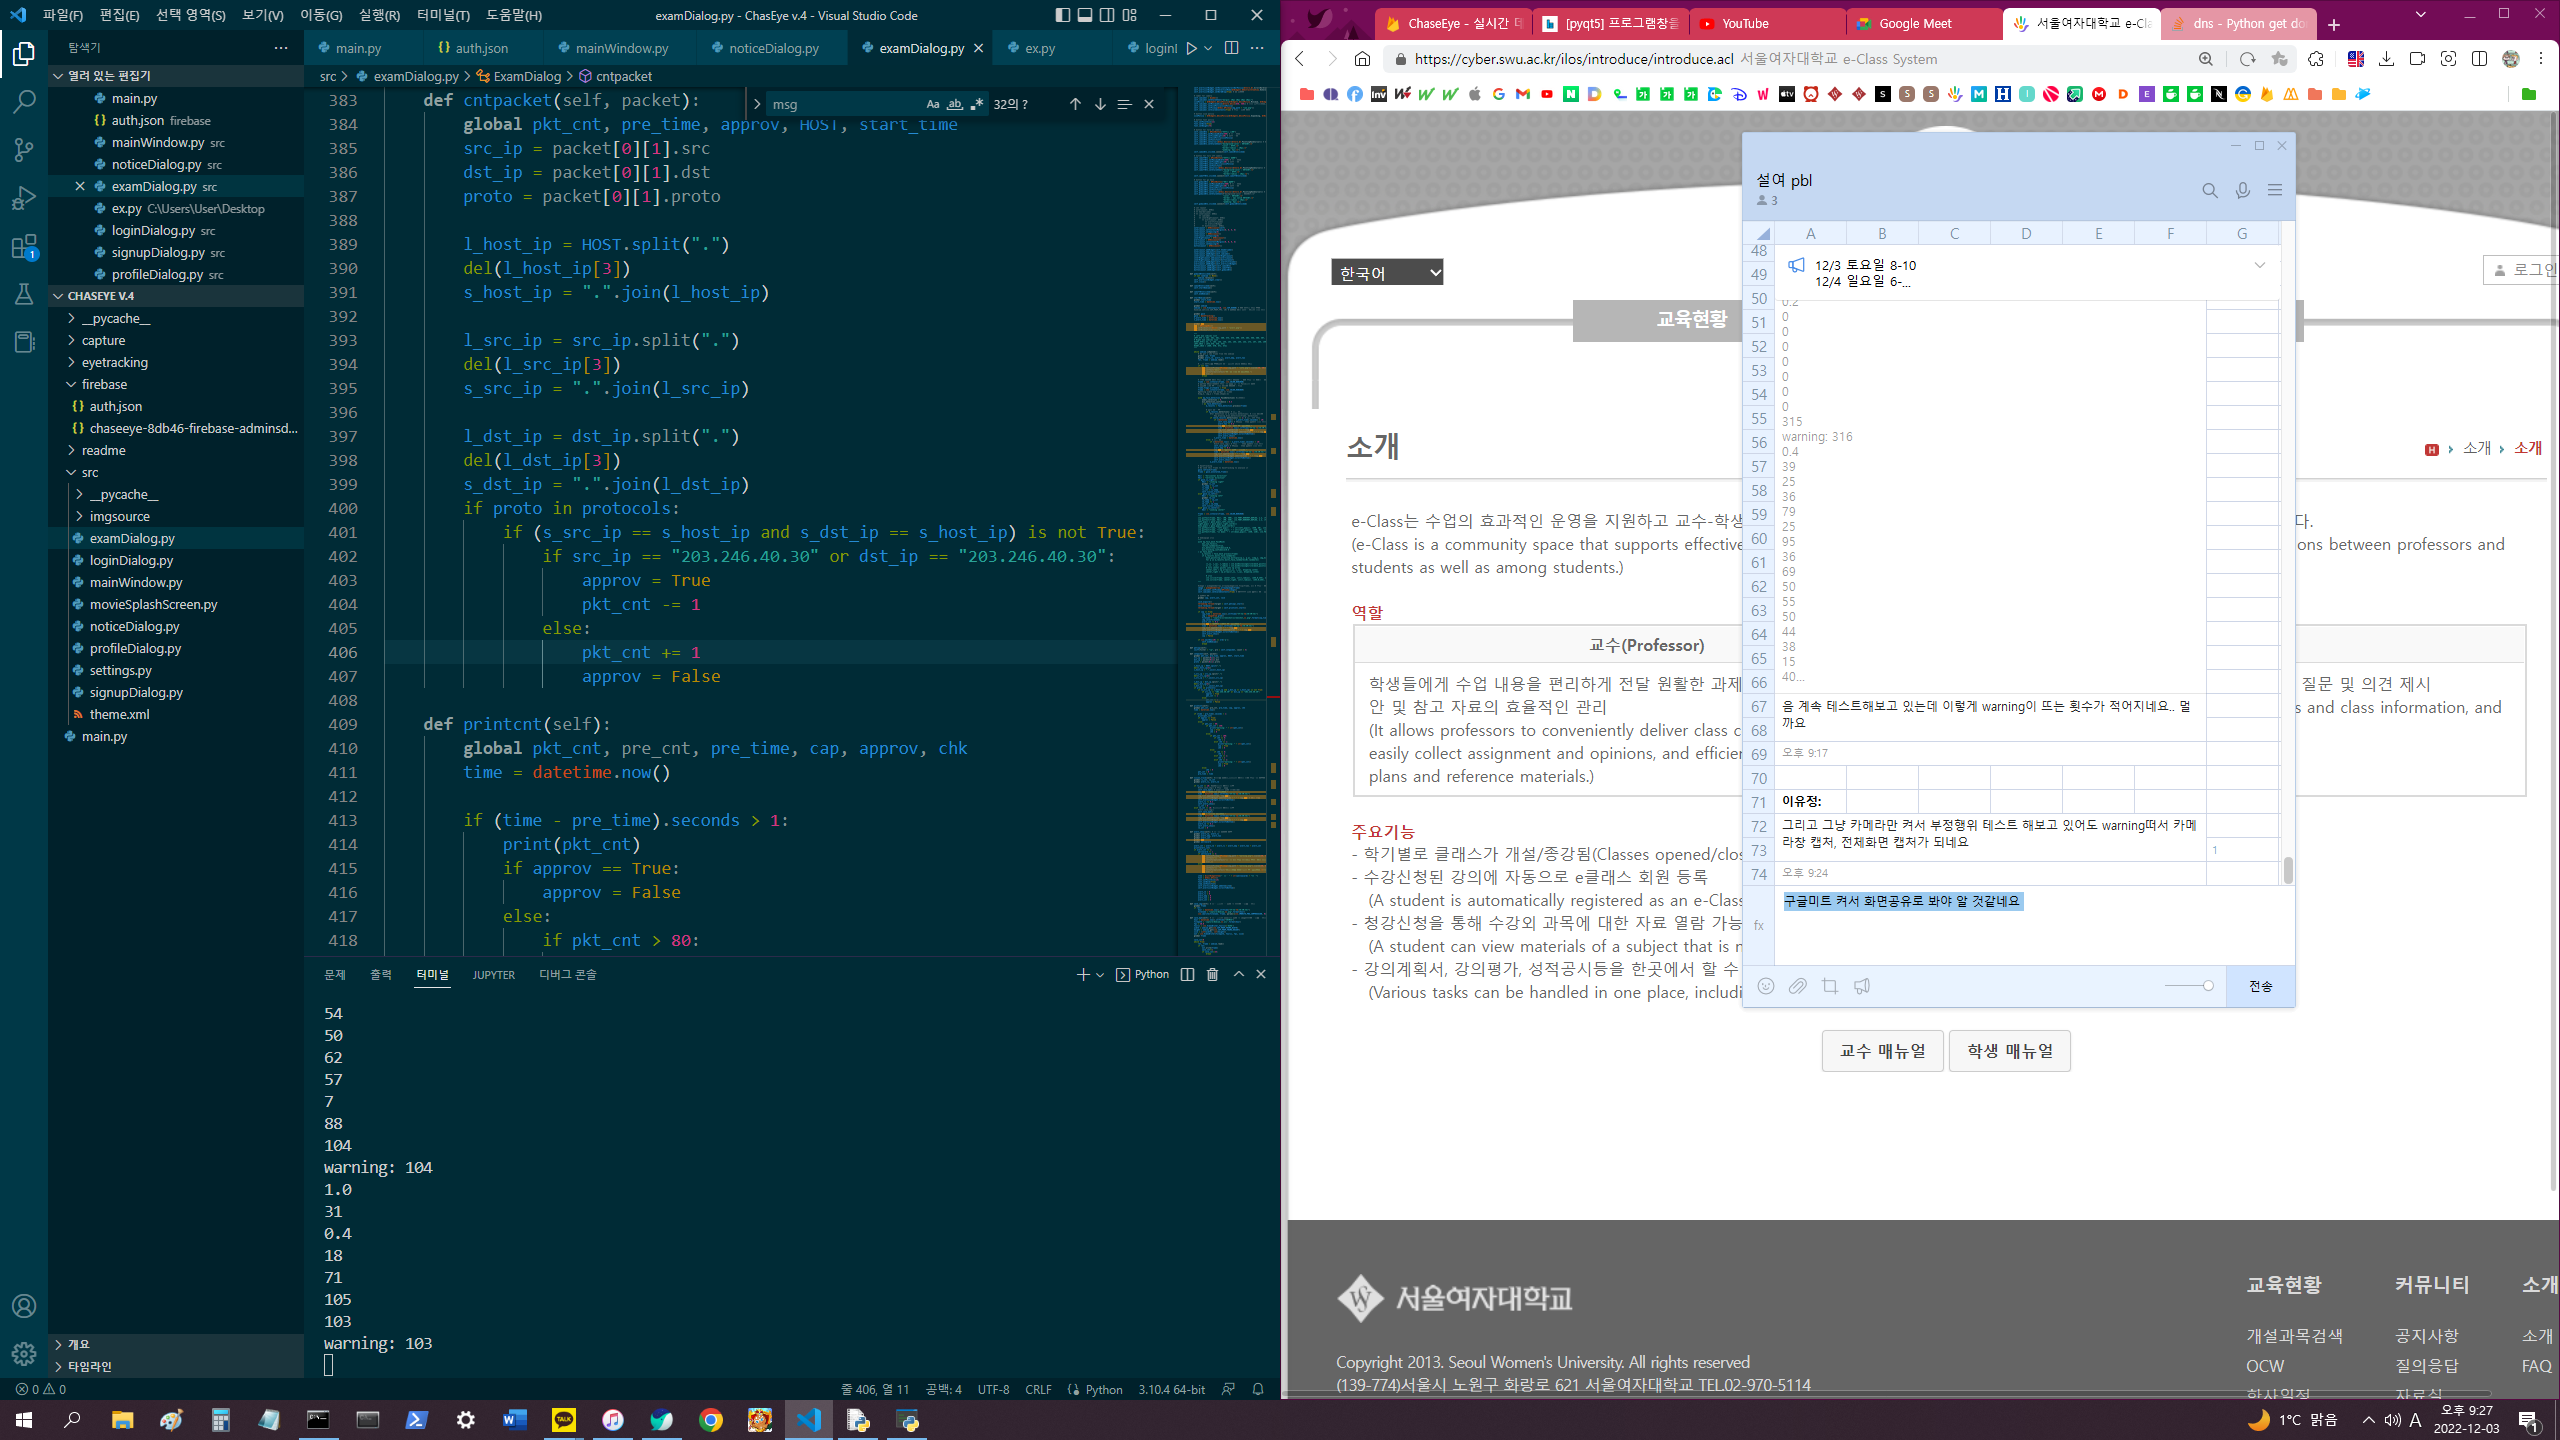 파일(F) 편집(E) 선택 영역(S) 보기(V) 이동(G) 실행(R) 터미널(T) 도움말(H)
examDialog.py - ChasEye v.4 - Visual Studio Code
탐색기
열려 있는 편집기
main.py
auth.json firebase
mainWindow.py src
noticeDialog.py src
examDialog.py src
ex.py C:\Users\User\Desktop
loginDialog.py src
signupDialog.py src
profileDialog.py src
CHASEYE V.4
__pycache__
capture
eyetracking
firebase
auth.json
chaseeye-8db46-firebase-adminsd...
readme
src
__pycache__
imgsource
examDialog.py
loginDialog.py
mainWindow.py
movieSplashScreen.py
noticeDialog.py
profileDialog.py
settings.py
signupDialog.py
theme.xml
main.py
개요
타임라인
main.py auth.json mainWindow.py noticeDialog.py examDialog.py ex.py loginI
src > examDialog.py > ExamDialog > cntpacket
msg Aa ab 32의 ?
383 def cntpacket(self, packet):
384 global pkt_cnt, pre_time, approv, HOST, start_time
385 src_ip = packet[0][1].src
386 dst_ip = packet[0][1].dst
387 proto = packet[0][1].proto
388
389 l_host_ip = HOST.split(".")
390 del(l_host_ip[3])
391 s_host_ip = ".".join(l_host_ip)
392
393 l_src_ip = src_ip.split(".")
394 del(l_src_ip[3])
395 s_src_ip = ".".join(l_src_ip)
396
397 l_dst_ip = dst_ip.split(".")
398 del(l_dst_ip[3])
399 s_dst_ip = ".".join(l_dst_ip)
400 if proto in protocols:
401 if (s_src_ip == s_host_ip and s_dst_ip == s_host_ip) is not True:
402 if src_ip == "203.246.40.30" or dst_ip == "203.246.40.30":
403 approv = True
404 pkt_cnt -= 1
405 else:
406 pkt_cnt += 1
407 approv = False
408
409 def printcnt(self):
410 global pkt_cnt, pre_cnt, pre_time, cap, approv, chk
411 time = datetime.now()
412
413 if (time - pre_time).seconds > 1:
414 print(pkt_cnt)
415 if approv == True:
416 approv = False
417 else:
418 if pkt_cnt > 80:
문제 출력 터미널 JUPYTER 디버그 콘솔
Python
54
50
62
57
7
88
104
warning: 104
1.0
31
0.4
18
71
105
103
warning: 103
0 0
줄 406, 열 11 공백: 4 UTF-8 CRLF Python 3.10.4 64-bit
ChaseEye - 실시간 데 [pyqt5] 프로그램창들 YouTube Google Meet 서울여자대학교 e-Cla dns - Python get do
https://cyber.swu.ac.kr/ilos/introduce/introduce.acl 서울여자대학교 e-Class System
한국어
로그인
교육현황
소개
소개 > 소개
e-Class는 수업의 효과적인 운영을 지원하고 교수-학생
다.
(e-Class is a community space that supports effective
ons between professors and
students as well as among students.)
역할
교수(Professor)
학생들에게 수업 내용을 편리하게 전달 원활한 과제
질문 및 의견 제시
안 및 참고 자료의 효율적인 관리
s and class information, and
(It allows professors to conveniently deliver class c
easily collect assignment and opinions, and efficien
plans and reference materials.)
주요기능
- 학기별로 클래스가 개설/종강됨(Classes opened/clos
- 수강신청된 강의에 자동으로 e클래스 회원 등록
(A student is automatically registered as an e-Class
- 청강신청을 통해 수강외 과목에 대한 자료 열람 가능
(A student can view materials of a subject that is n
- 강의계획서, 강의평가, 성적공시등을 한곳에서 할 수
(Various tasks can be handled in one place, includi
교수 매뉴얼 학생 매뉴얼
서울여자대학교
교육현황 커뮤니티 소개
개설과목검색 공지사항 소개
OCW 질의응답 FAQ
학사일정 자료실
Copyright 2013. Seoul Women's University. All rights reserved
(139-774)서울시 노원구 화랑로 621 서울여자대학교 TEL02-970-5114
설여 pbl
3
A B C D E F G
48
49
50
51
52
53
54
55
56
57
58
59
60
61
62
63
64
65
66
67
68
69
70
71
72
73
74
12/3 토요일 8-10
12/4 일요일 6-...
0.2
0
0
0
0
0
0
0
315
warning: 316
0.4
39
25
36
79
25
95
36
69
50
55
50
44
38
15
40...
음 계속 테스트해보고 있는데 이렇게 warning이 뜨는 횟수가 적어지네요.. 멀
까요
오후 9:17
이유정:
그리고 그냥 카메라만 켜서 부정행위 테스트 해보고 있어도 warning떠서 카메
라창 캡처, 전체화면 캡처가 되네요
1
오후 9:24
구글미트 켜서 화면공유로 봐야 알 것같네요
fx
전송
1°C 맑음
A
오후 9:27
2022-12-03
1